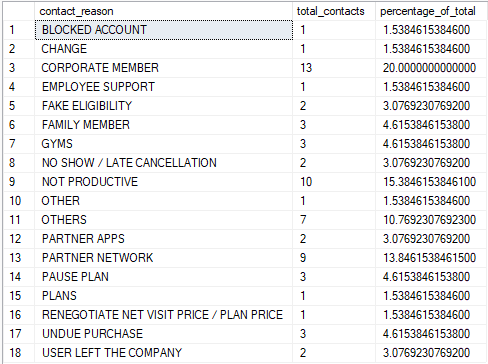 contact_reason total_contacts percentage_of_total
1 BLOCKED ACCOUNT 1 1.5384615384600
2 CHANGE 1 1.5384615384600
3 CORPORATE MEMBER 13 20.0000000000000
4 EMPLOYEE SUPPORT 1 1.5384615384600
5 FAKE ELIGIBILITY 2 3.0769230769200
6 FAMILY MEMBER 3 4.6153846153800
7 GYMS 3 4.6153846153800
8 NO SHOW / LATE CANCELLATION 2 3.0769230769200
9 NOT PRODUCTIVE 10 15.3846153846100
10 OTHER 1 1.5384615384600
11 OTHERS 7 10.7692307692300
12 PARTNER APPS 2 3.0769230769200
13 PARTNER NETWORK 9 13.8461538461500
14 PAUSE PLAN 3 4.6153846153800
15 PLANS 1 1.5384615384600
16 RENEGOTIATE NET VISIT PRICE / PLAN PRICE 1 1.5384615384600
17 UNDUE PURCHASE 3 4.6153846153800
18 USER LEFT THE COMPANY 2 3.0769230769200